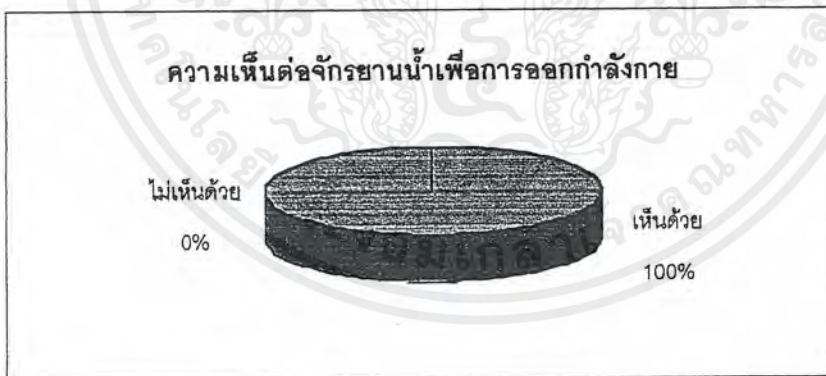 ความเห็นต่อจักรยานน้ำเพื่อการออกกำลังกาย
ไม่เห็นด้วย
0%
เห็นด้วย
100%